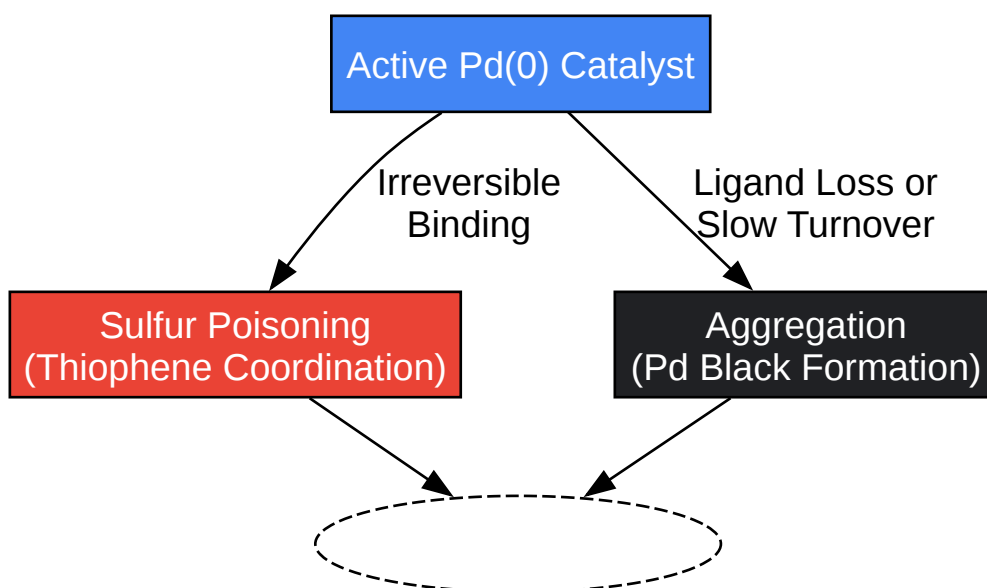 Active Pd(0) Catalyst
Irreversible
Binding
Ligand Loss or
Slow Turnover
Sulfur Poisoning
(Thiophene Coordination)
Aggregation
(Pd Black Formation)